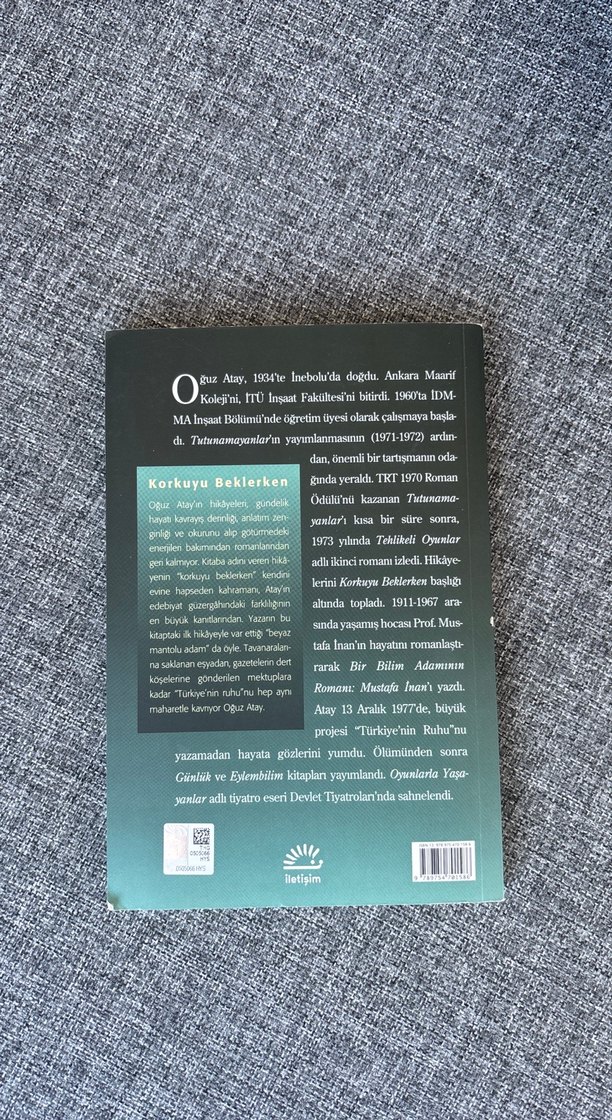 Oğuz Atay, 1934'te İnebolu'da doğdu. Ankara Maarif
Koleji'ni, İTÜ İnşaat Fakültesi'ni bitirdi. 1960'ta İDM-
MA İnşaat Bölümü'nde öğretim üyesi olarak çalışmaya başla-
dı. Tutunamayanlar'ın yayımlanmasının (1971-1972) ardın-
dan, önemli bir tartışmanın oda-
ğında yeraldı. TRT 1970 Roman
Ödülü'nü kazanan Tutunama-
yanlar'ı kısa bir süre sonra,
1973 yılında Tehlikeli Oyunlar
adlı ikinci romanı izledi. Hikâye-
lerini Korkuyu Beklerken başlığı
altında topladı. 1911-1967 ara-
sında yaşamış hocası Prof. Mus-
tafa İnan'ın hayatını romanlaştı-
rarak Bir Bilim Adamının
Romanı: Mustafa İnan'ı yazdı.
Atay 13 Aralık 1977'de, büyük
projesi "Türkiye'nin Ruhu"nu
yazamadan hayata gözlerini yumdu. Ölümünden sonra
Günlük ve Eylembilim kitapları yayımlandı. Oyunlarla Yaşa-
yanlar adlı tiyatro eseri Devlet Tiyatroları'nda sahnelendi.
Korkuyu Beklerken
Oğuz Atay'ın hikâyeleri, gündelik
hayatı kavrayış derinliği, anlatım zen-
ginliği ve okurunu alıp götürmedeki
enerjileri bakımından romanlarından
geri kalmıyor. Kitaba adını veren hikâ-
yenin "korkuyu beklerken" kendini
evine hapseden kahramanı, Atay'ın
edebiyat güzergâhındaki farklılığının
en büyük kanıtlarından. Yazarın bu
kitaptaki ilk hikâyeyle var ettiği "beyaz
mantolu adam" da öyle. Tavanaraları-
na saklanan eşyadan, gazetelerin dert
köşelerine gönderilen mektuplara
kadar "Türkiye'nin ruhu"nu hep aynı
maharetle kavrıyor Oğuz Atay.
0505066
HYS
0505066 HYS
iletişim
9 789754 701586